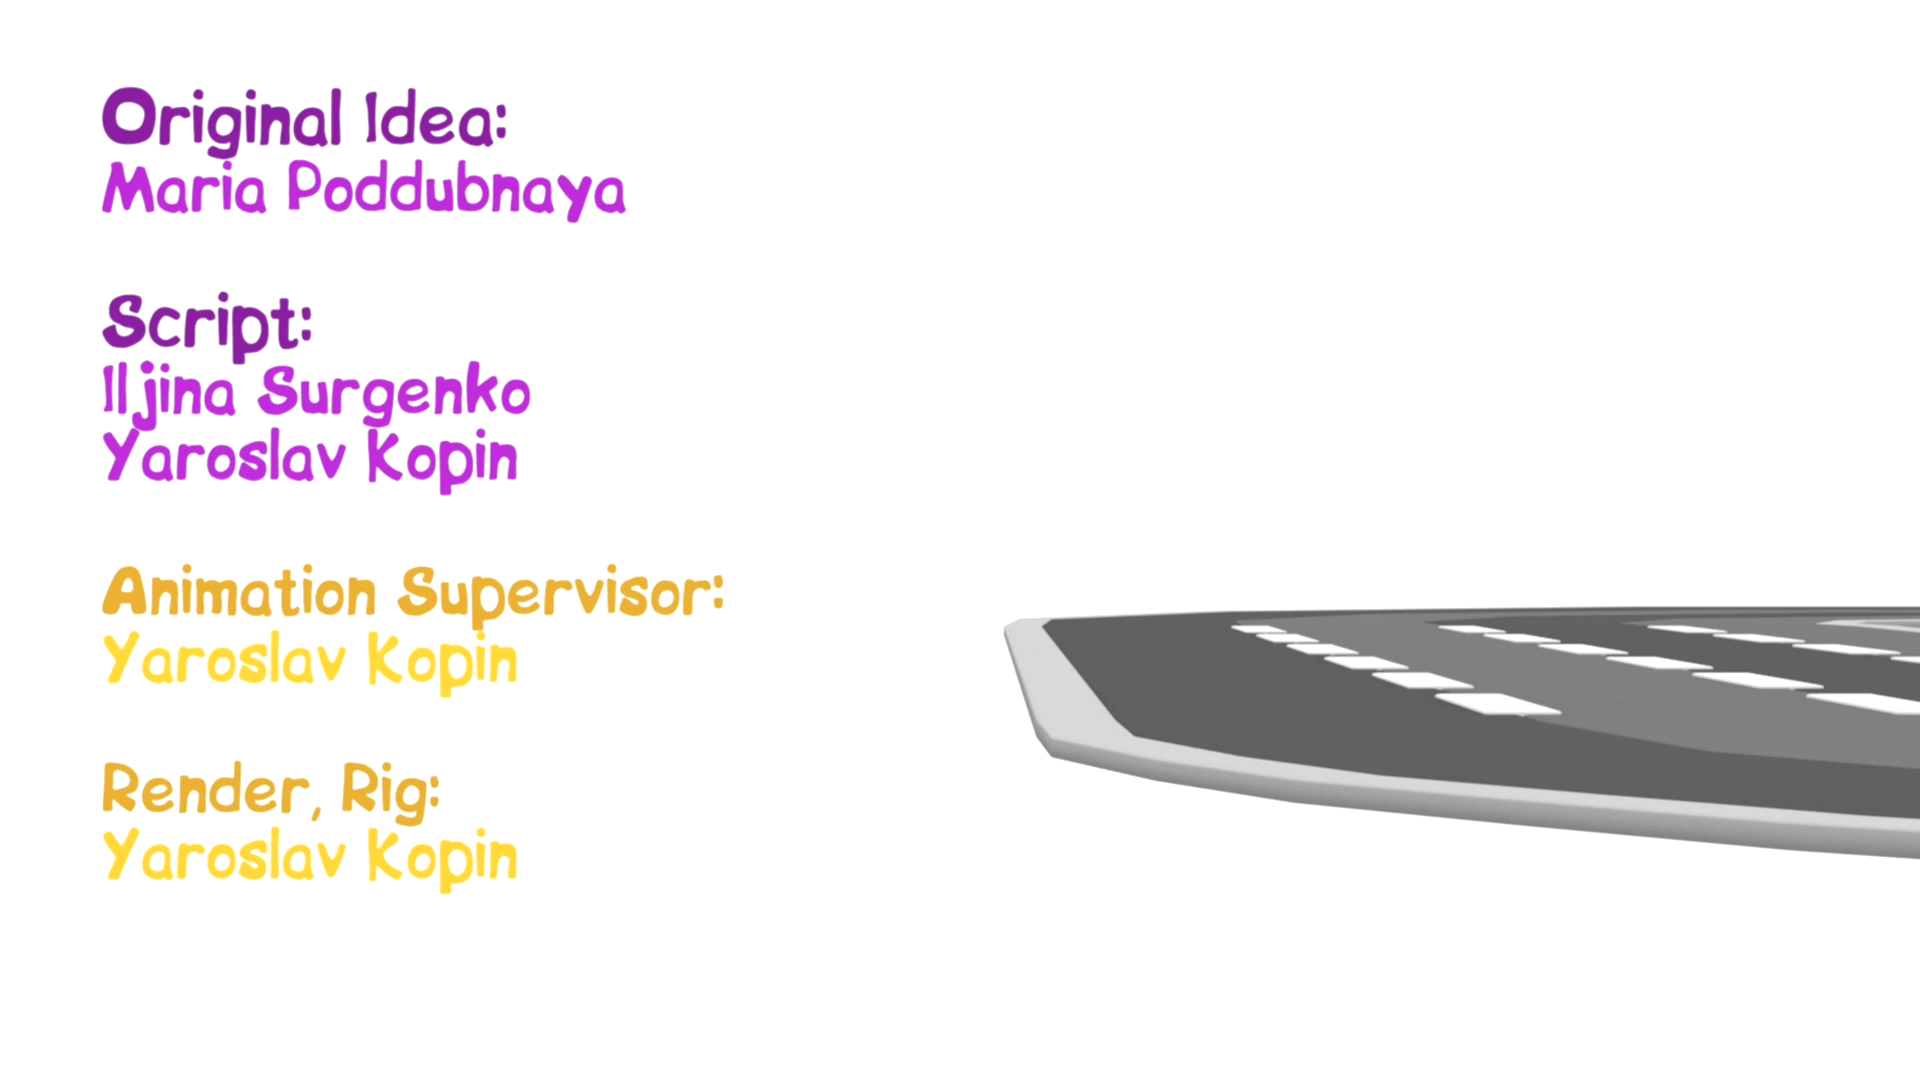 Original Idea:
Maria Poddubnaya
Script:
Iljina Surgenko
Yaroslav Kopin
Animation Supervisor:
Yaroslav Kopin
Render, Rig:
Yaroslav Kopin